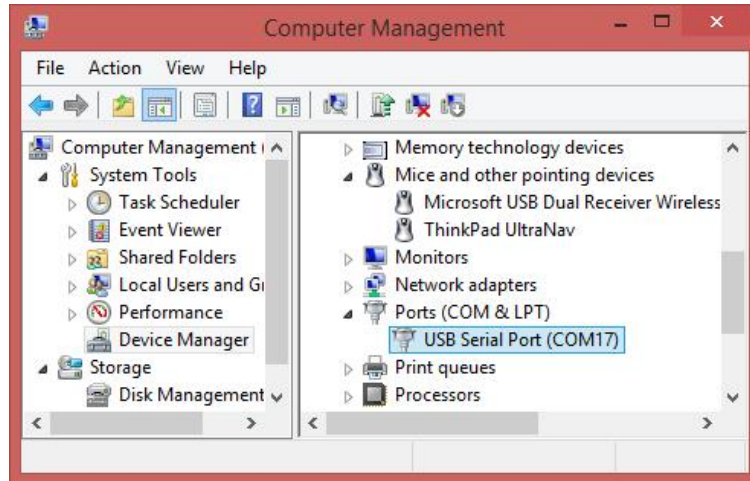 Computer Management
File Action View Help
Computer Management (
System Tools
Task Scheduler
Event Viewer
Shared Folders
Local Users and Gr
Performance
Device Manager
Storage
Disk Management
Memory technology devices
Mice and other pointing devices
Microsoft USB Dual Receiver Wireless
ThinkPad UltraNav
Monitors
Network adapters
Ports (COM & LPT)
USB Serial Port (COM17)
Print queues
Processors